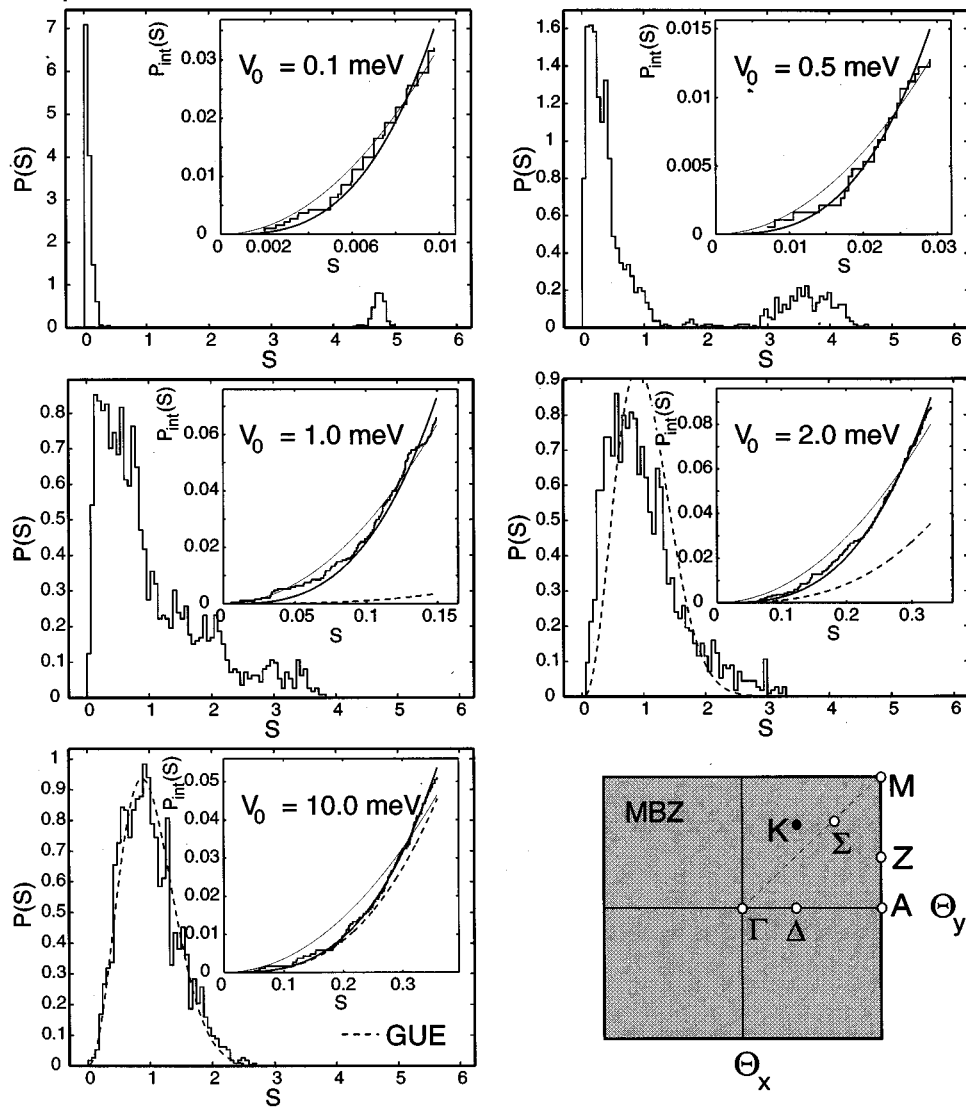 7
6
5
4
3
2
1
0
P(S)
0 1 2 3 4 5 6
S
P_int(S)
0.03
0.01
0
0 0.002 0.006 0.01
S
V_0 = 0.1 meV
1.6
1.4
1.2
1.0
0.8
0.6
0.4
0.2
0
P(S)
0 1 2 3 4 5 6
S
P_int(S)
0.015
0.01
0.005
0
0 0.01 0.02 0.03
S
V_0 = 0.5 meV
0.8
0.7
0.6
0.5
0.4
0.3
0.2
0.1
0
P(S)
0 1 2 3 4 5 6
S
P_int(S)
0.06
0.04
0.02
0
0.05 0.1 0.15
S
V_0 = 1.0 meV
0.9
0.8
0.7
0.6
0.5
0.4
0.3
0.2
0.1
0
P(S)
0 1 2 3 4 5 6
S
P_int(S)
0.08
0.06
0.04
0.02
0
0 0.1 0.2 0.3
S
V_0 = 2.0 meV
1
0.9
0.8
0.7
0.6
0.5
0.4
0.3
0.2
0.1
0
P(S)
0 1 2 3 4 5 6
S
P_int(S)
0.05
0.04
0.03
0.02
0.01
0
0 0.1 0.2 0.3
S
V_0 = 10.0 meV
GUE
MBZ
M
K
Σ
Z
Γ
Δ
A
Θ_y
Θ_x